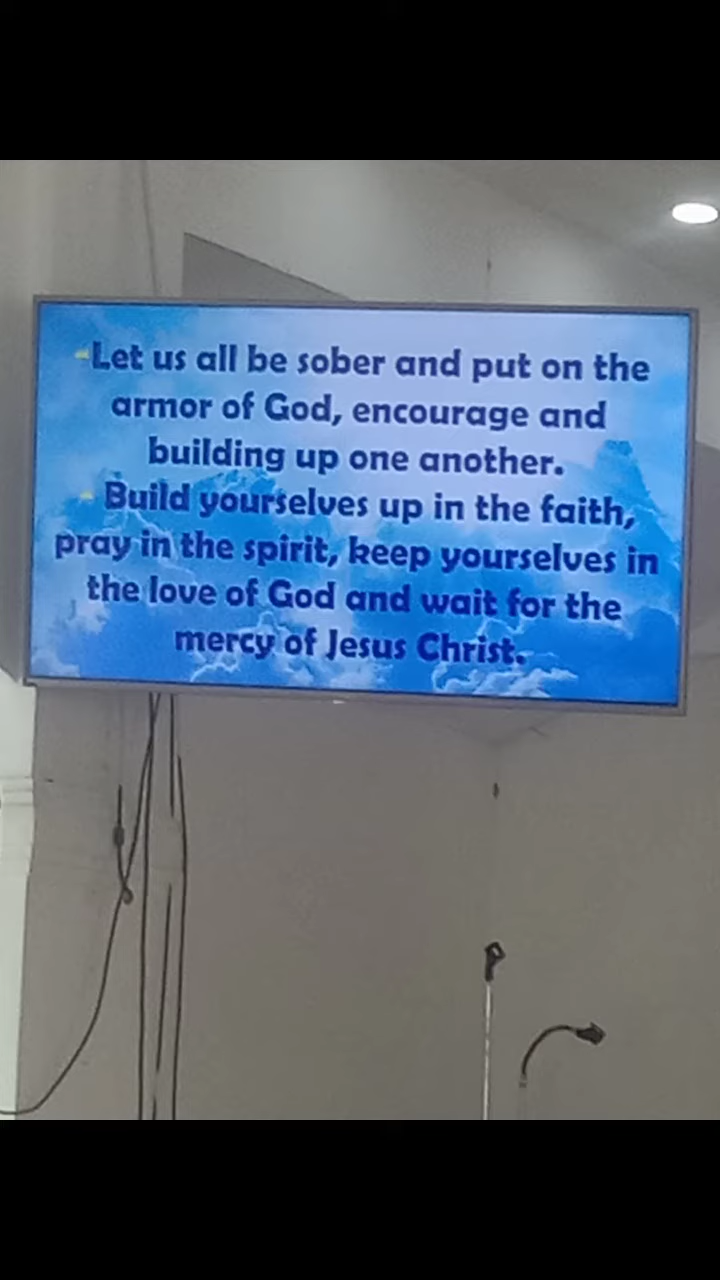 -Let us all be sober and put on the
armor of God, encourage and
building up one another.
- Build yourselves up in the faith,
pray in the spirit, keep yourselves in
the love of God and wait for the
mercy of Jesus Christ.